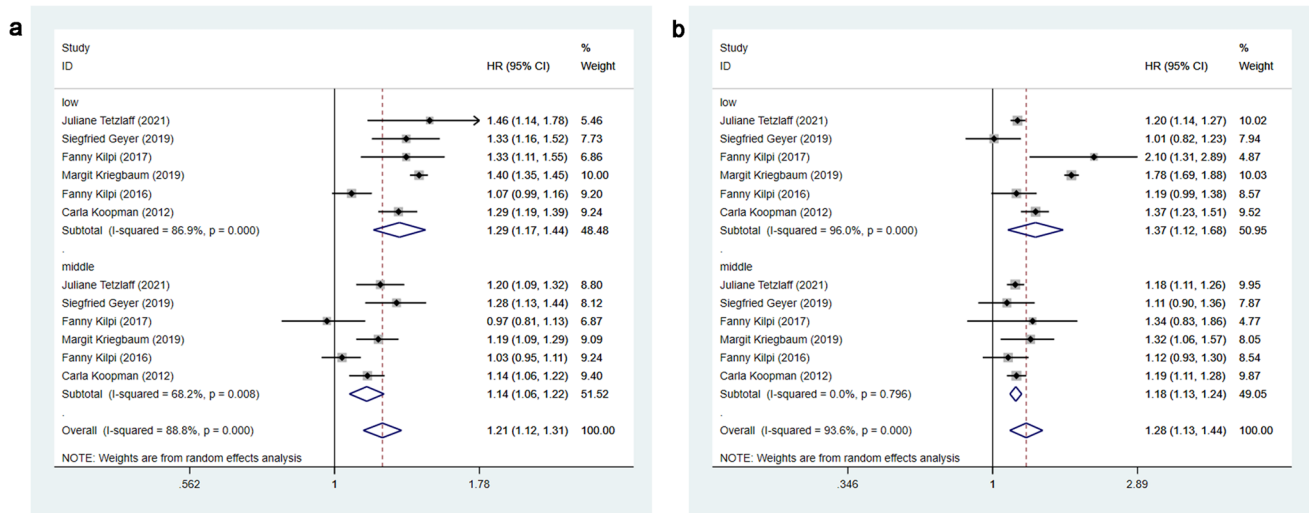 a
Study %
ID HR (95% CI) Weight
low
Juliane Tetzlaff (2021) 1.46 (1.14, 1.78) 5.46
Siegfried Geyer (2019) 1.33 (1.16, 1.52) 7.73
Fanny Kilpi (2017) 1.33 (1.11, 1.55) 6.86
Margit Kriegbaum (2019) 1.40 (1.35, 1.45) 10.00
Fanny Kilpi (2016) 1.07 (0.99, 1.16) 9.20
Carla Koopman (2012) 1.29 (1.19, 1.39) 9.24
Subtotal (I-squared = 86.9%, p = 0.000) 1.29 (1.17, 1.44) 48.48
.
middle
Juliane Tetzlaff (2021) 1.20 (1.09, 1.32) 8.80
Siegfried Geyer (2019) 1.28 (1.13, 1.44) 8.12
Fanny Kilpi (2017) 0.97 (0.81, 1.13) 6.87
Margit Kriegbaum (2019) 1.19 (1.09, 1.29) 9.09
Fanny Kilpi (2016) 1.03 (0.95, 1.11) 9.24
Carla Koopman (2012) 1.14 (1.06, 1.22) 9.40
Subtotal (I-squared = 68.2%, p = 0.008) 1.14 (1.06, 1.22) 51.52
.
Overall (I-squared = 88.8%, p = 0.000) 1.21 (1.12, 1.31) 100.00
NOTE: Weights are from random effects analysis
.562 1 1.78
b
Study %
ID HR (95% CI) Weight
low
Juliane Tetzlaff (2021) 1.20 (1.14, 1.27) 10.02
Siegfried Geyer (2019) 1.01 (0.82, 1.23) 7.94
Fanny Kilpi (2017) 2.10 (1.31, 2.89) 4.87
Margit Kriegbaum (2019) 1.78 (1.69, 1.88) 10.03
Fanny Kilpi (2016) 1.19 (0.99, 1.38) 8.57
Carla Koopman (2012) 1.37 (1.23, 1.51) 9.52
Subtotal (I-squared = 96.0%, p = 0.000) 1.37 (1.12, 1.68) 50.95
.
middle
Juliane Tetzlaff (2021) 1.18 (1.11, 1.26) 9.95
Siegfried Geyer (2019) 1.11 (0.90, 1.36) 7.87
Fanny Kilpi (2017) 1.34 (0.83, 1.86) 4.77
Margit Kriegbaum (2019) 1.32 (1.06, 1.57) 8.05
Fanny Kilpi (2016) 1.12 (0.93, 1.30) 8.54
Carla Koopman (2012) 1.19 (1.11, 1.28) 9.87
Subtotal (I-squared = 0.0%, p = 0.796) 1.18 (1.13, 1.24) 49.05
.
Overall (I-squared = 93.6%, p = 0.000) 1.28 (1.13, 1.44) 100.00
NOTE: Weights are from random effects analysis
.346 1 2.89